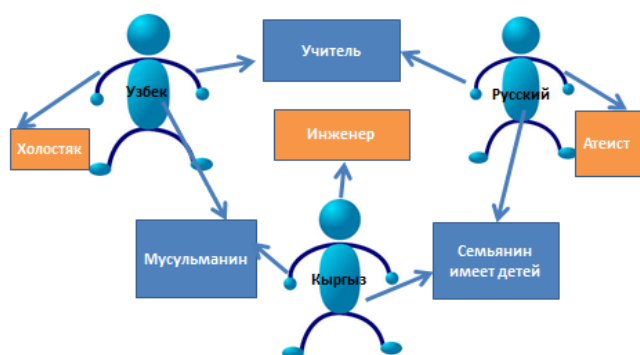 Учитель
Узбек
Русский
Холостяк
Инженер
Атеист
Мусульманин
Кыргыз
Семьянин
имеет детей